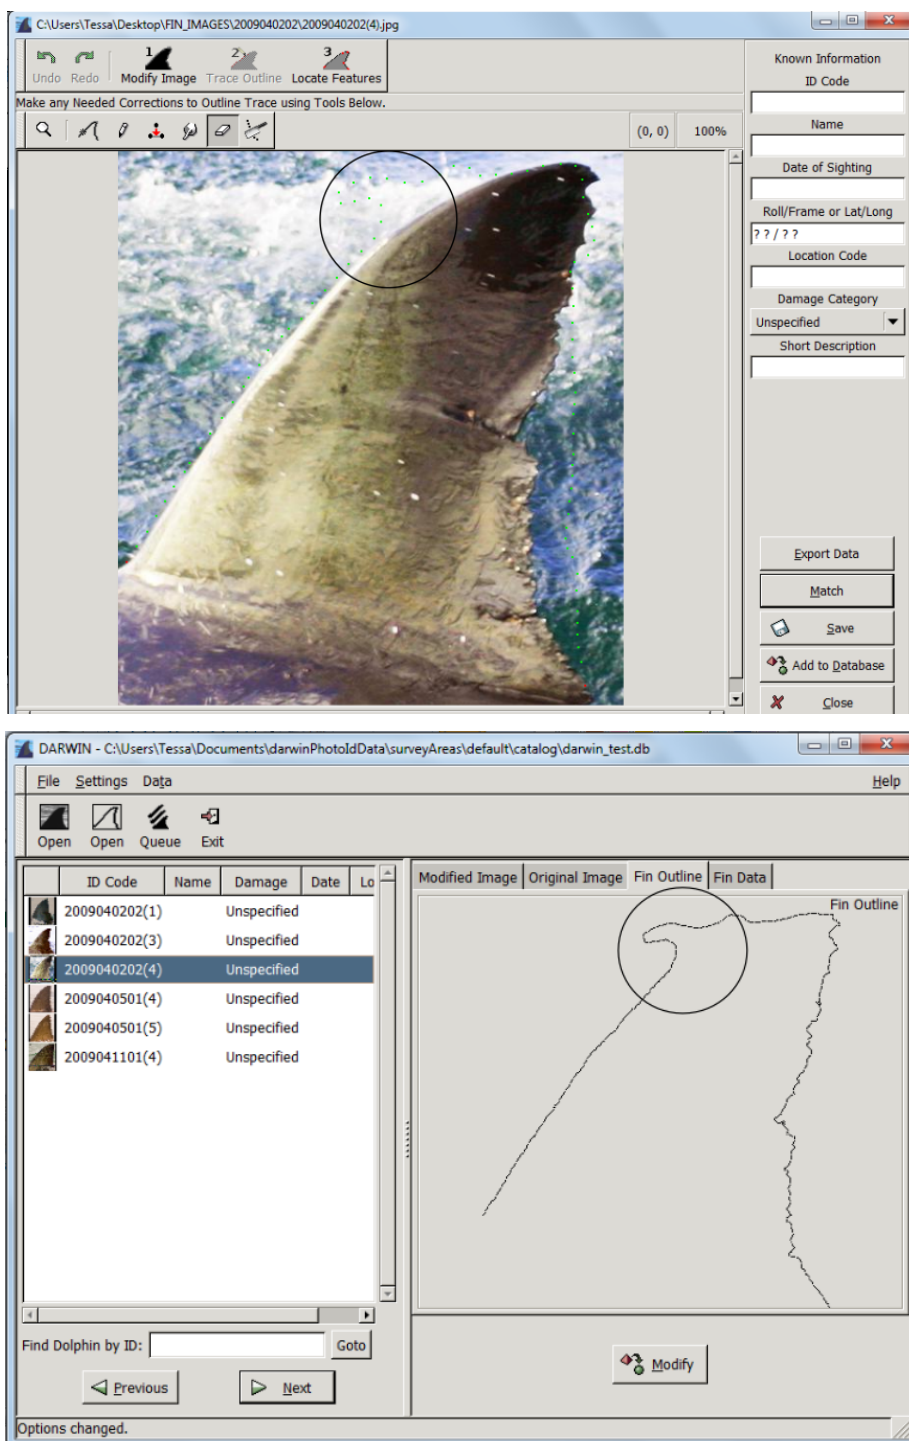 C:\Users\Tessa\Desktop\FIN_IMAGES\2009040202\2009040202(4).jpg
1 2 3
Undo Redo Modify Image Trace Outline Locate Features
Make any Needed Corrections to Outline Trace using Tools Below.
(0, 0) 100%
Known Information
ID Code
Name
Date of Sighting
Roll/Frame or Lat/Long
? ? / ? ?
Location Code
Damage Category
Unspecified
Short Description
Export Data
Match
Save
Add to Database
Close
DARWIN - C:\Users\Tessa\Documents\darwinPhotoIdData\surveyAreas\default\catalog\darwin_test.db
File Settings Data Help
Open Open Queue Exit
ID Code Name Damage Date Lo
2009040202(1) Unspecified
2009040202(3) Unspecified
2009040202(4) Unspecified
2009040501(4) Unspecified
2009040501(5) Unspecified
2009041101(4) Unspecified
Modified Image Original Image Fin Outline Fin Data
Fin Outline
Find Dolphin by ID: Goto
Previous Next
Modify
Options changed.